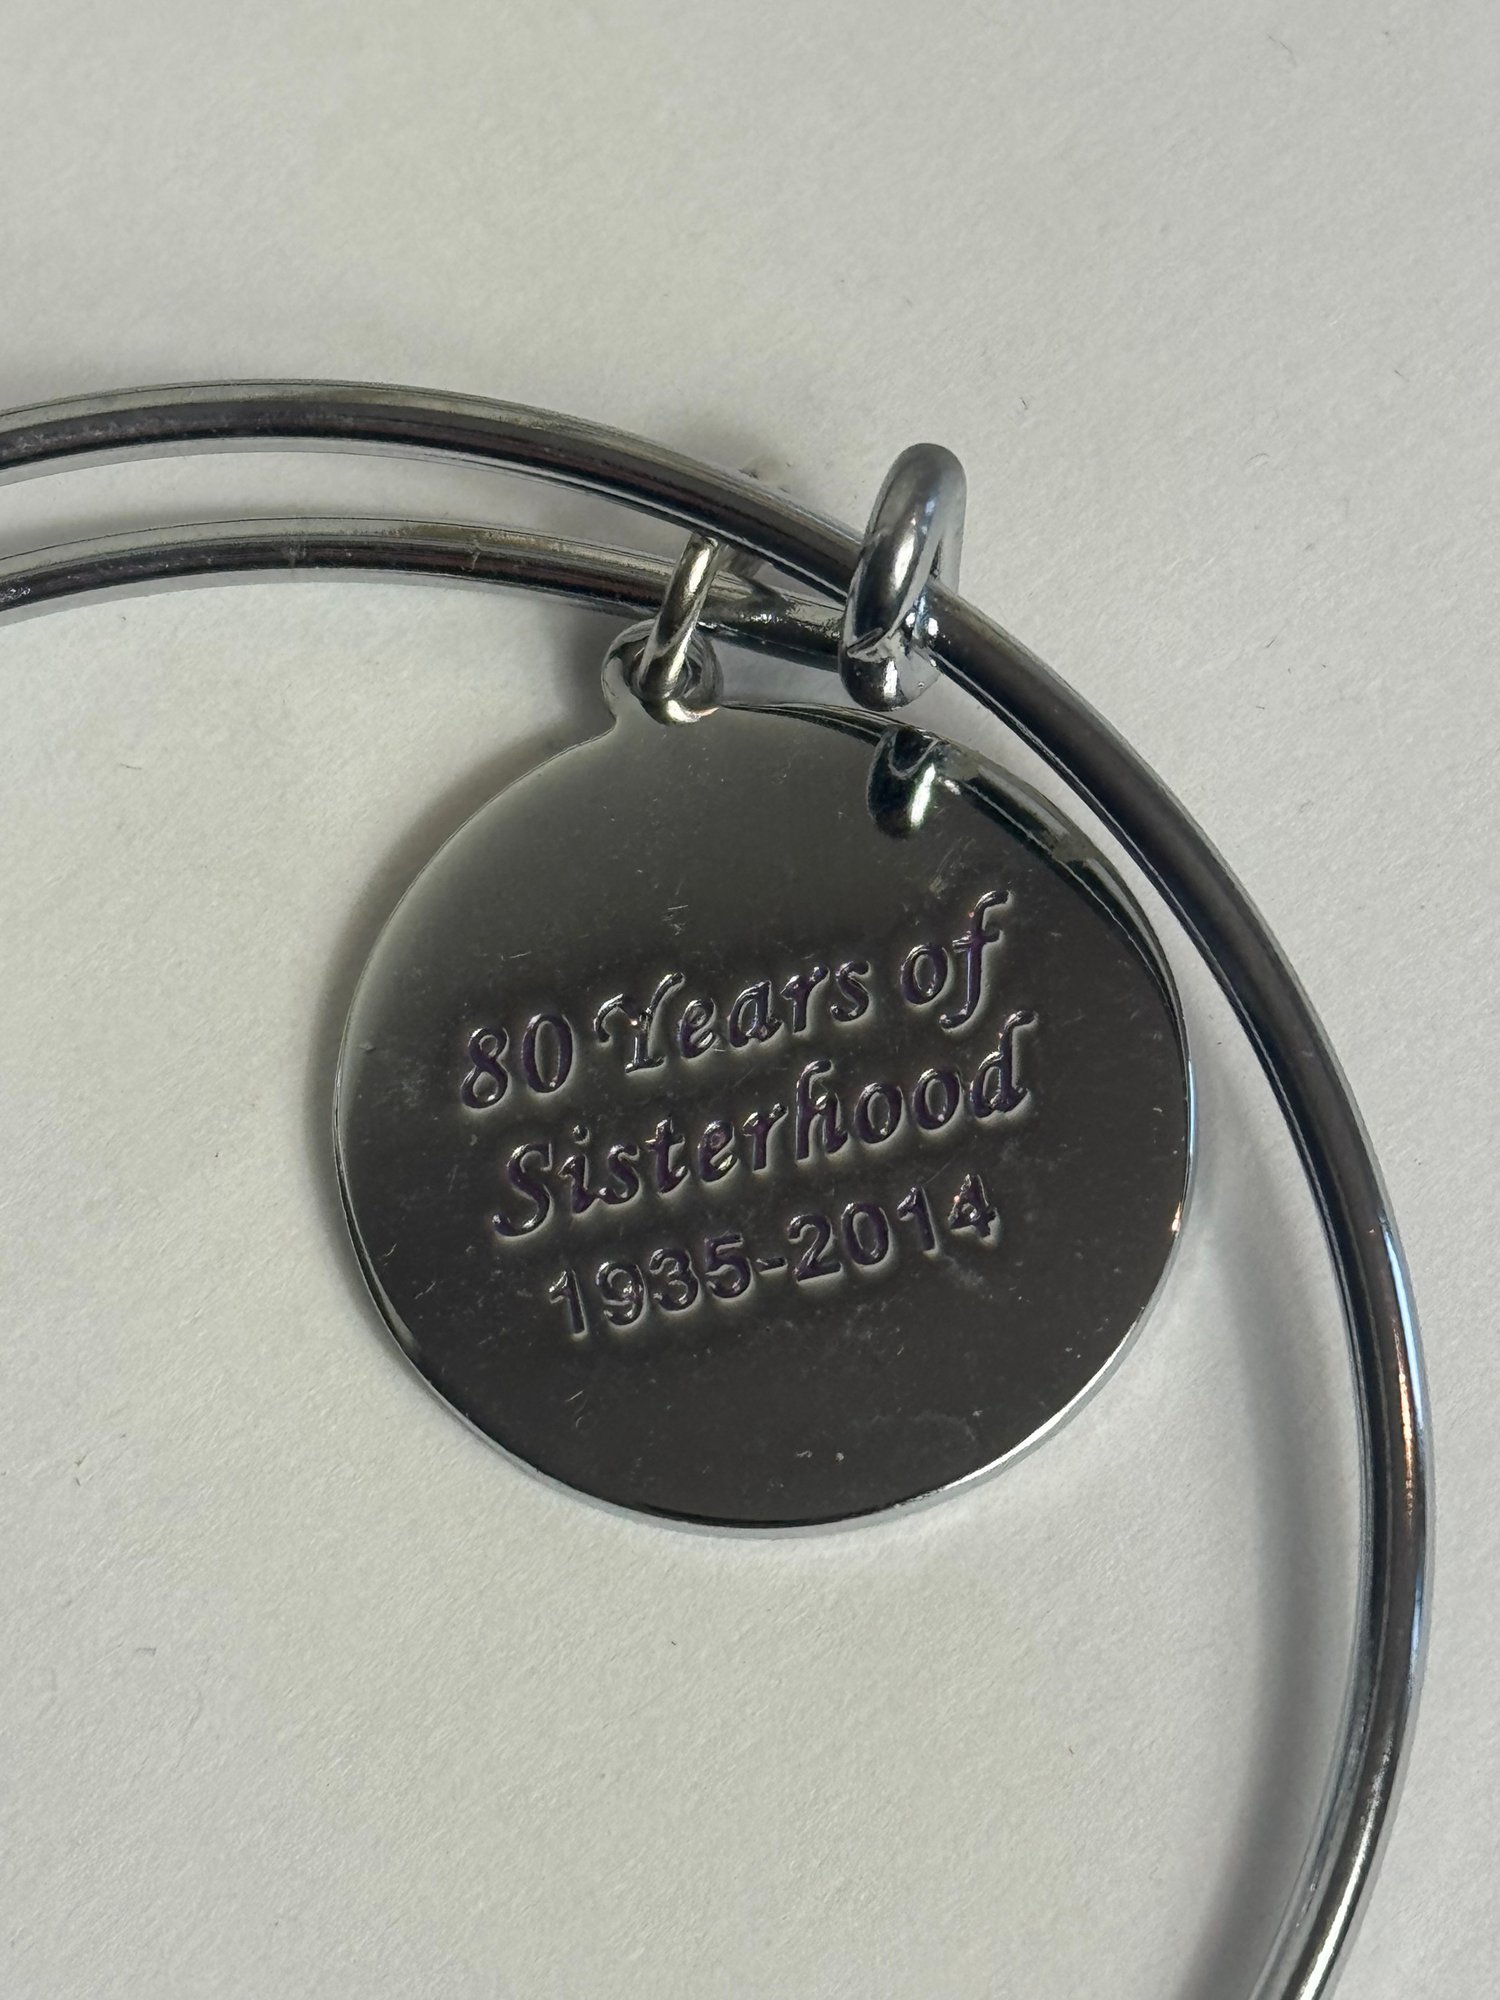 80 Years of
Sisterhood
1935-2014